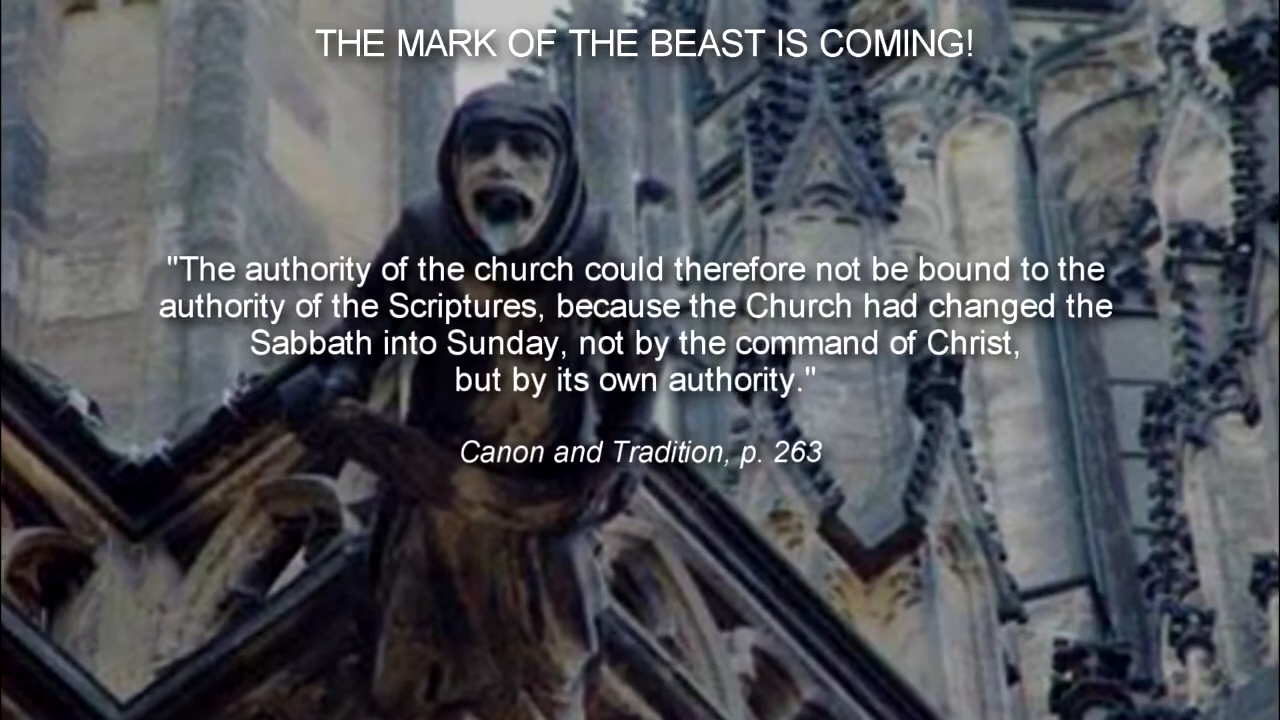 THE MARK OF THE BEAST IS COMING!
"The authority of the church could therefore not be bound to the
authority of the Scriptures, because the Church had changed the
Sabbath into Sunday, not by the command of Christ,
but by its own authority."
Canon and Tradition, p. 263